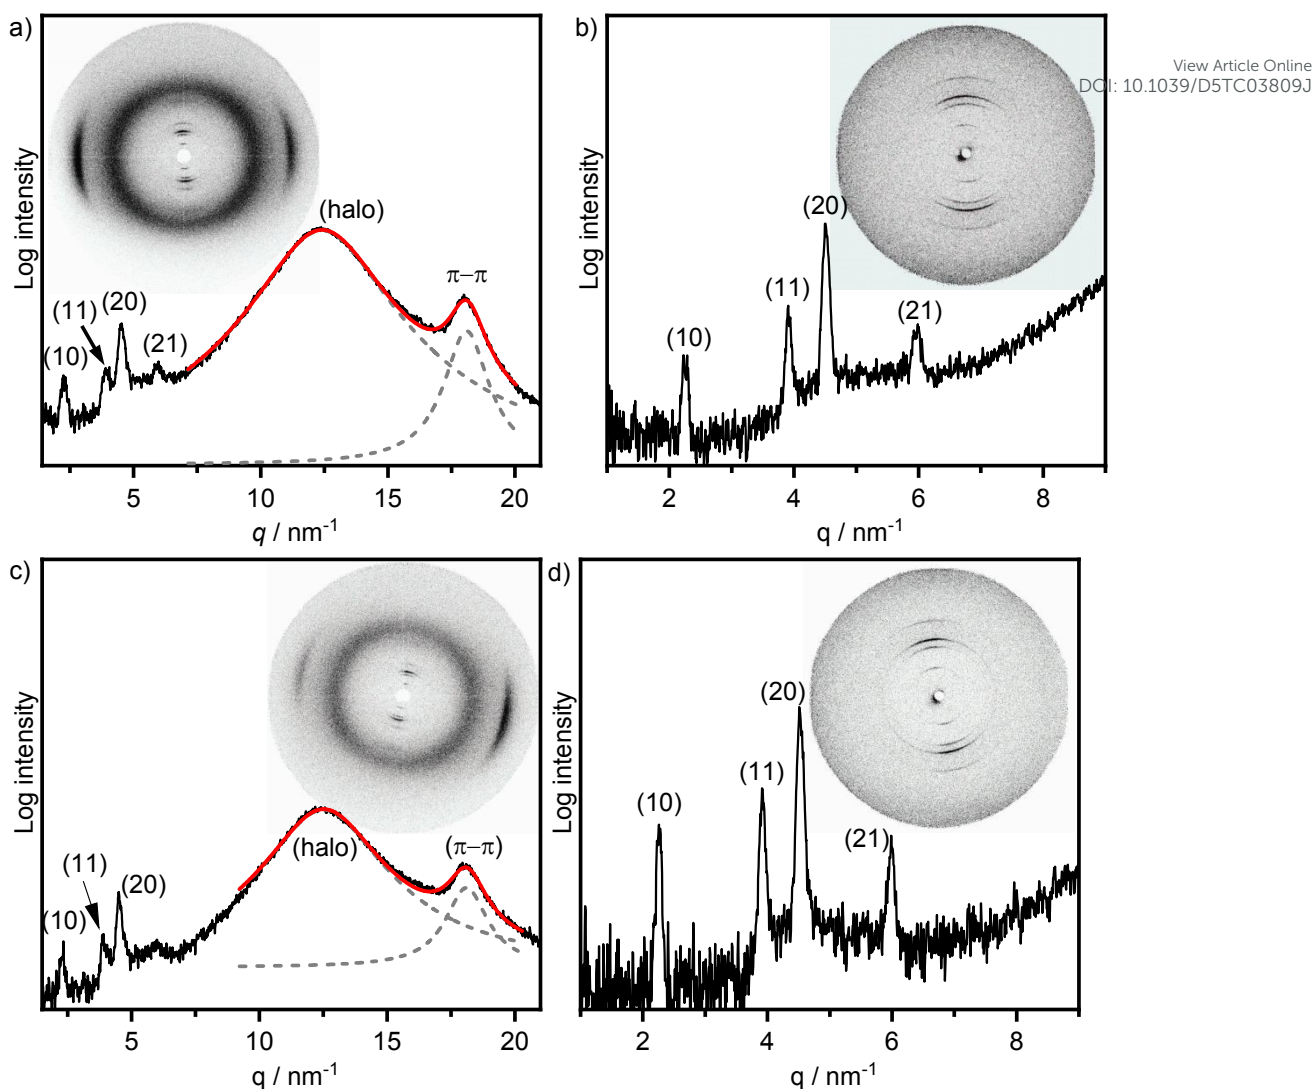 a)
b)
View Article Online
DOI: 10.1039/D5TC03809J
Log intensity
(10)
(11)
(20)
(21)
(halo)
π–π
5
10
15
20
q / nm⁻¹
Log intensity
(10)
(11)
(20)
(21)
2
4
6
8
q / nm⁻¹
c)
d)
Log intensity
(10)
(11)
(20)
(halo)
(π–π)
5
10
15
20
q / nm⁻¹
Log intensity
(10)
(11)
(20)
(21)
2
4
6
8
q / nm⁻¹